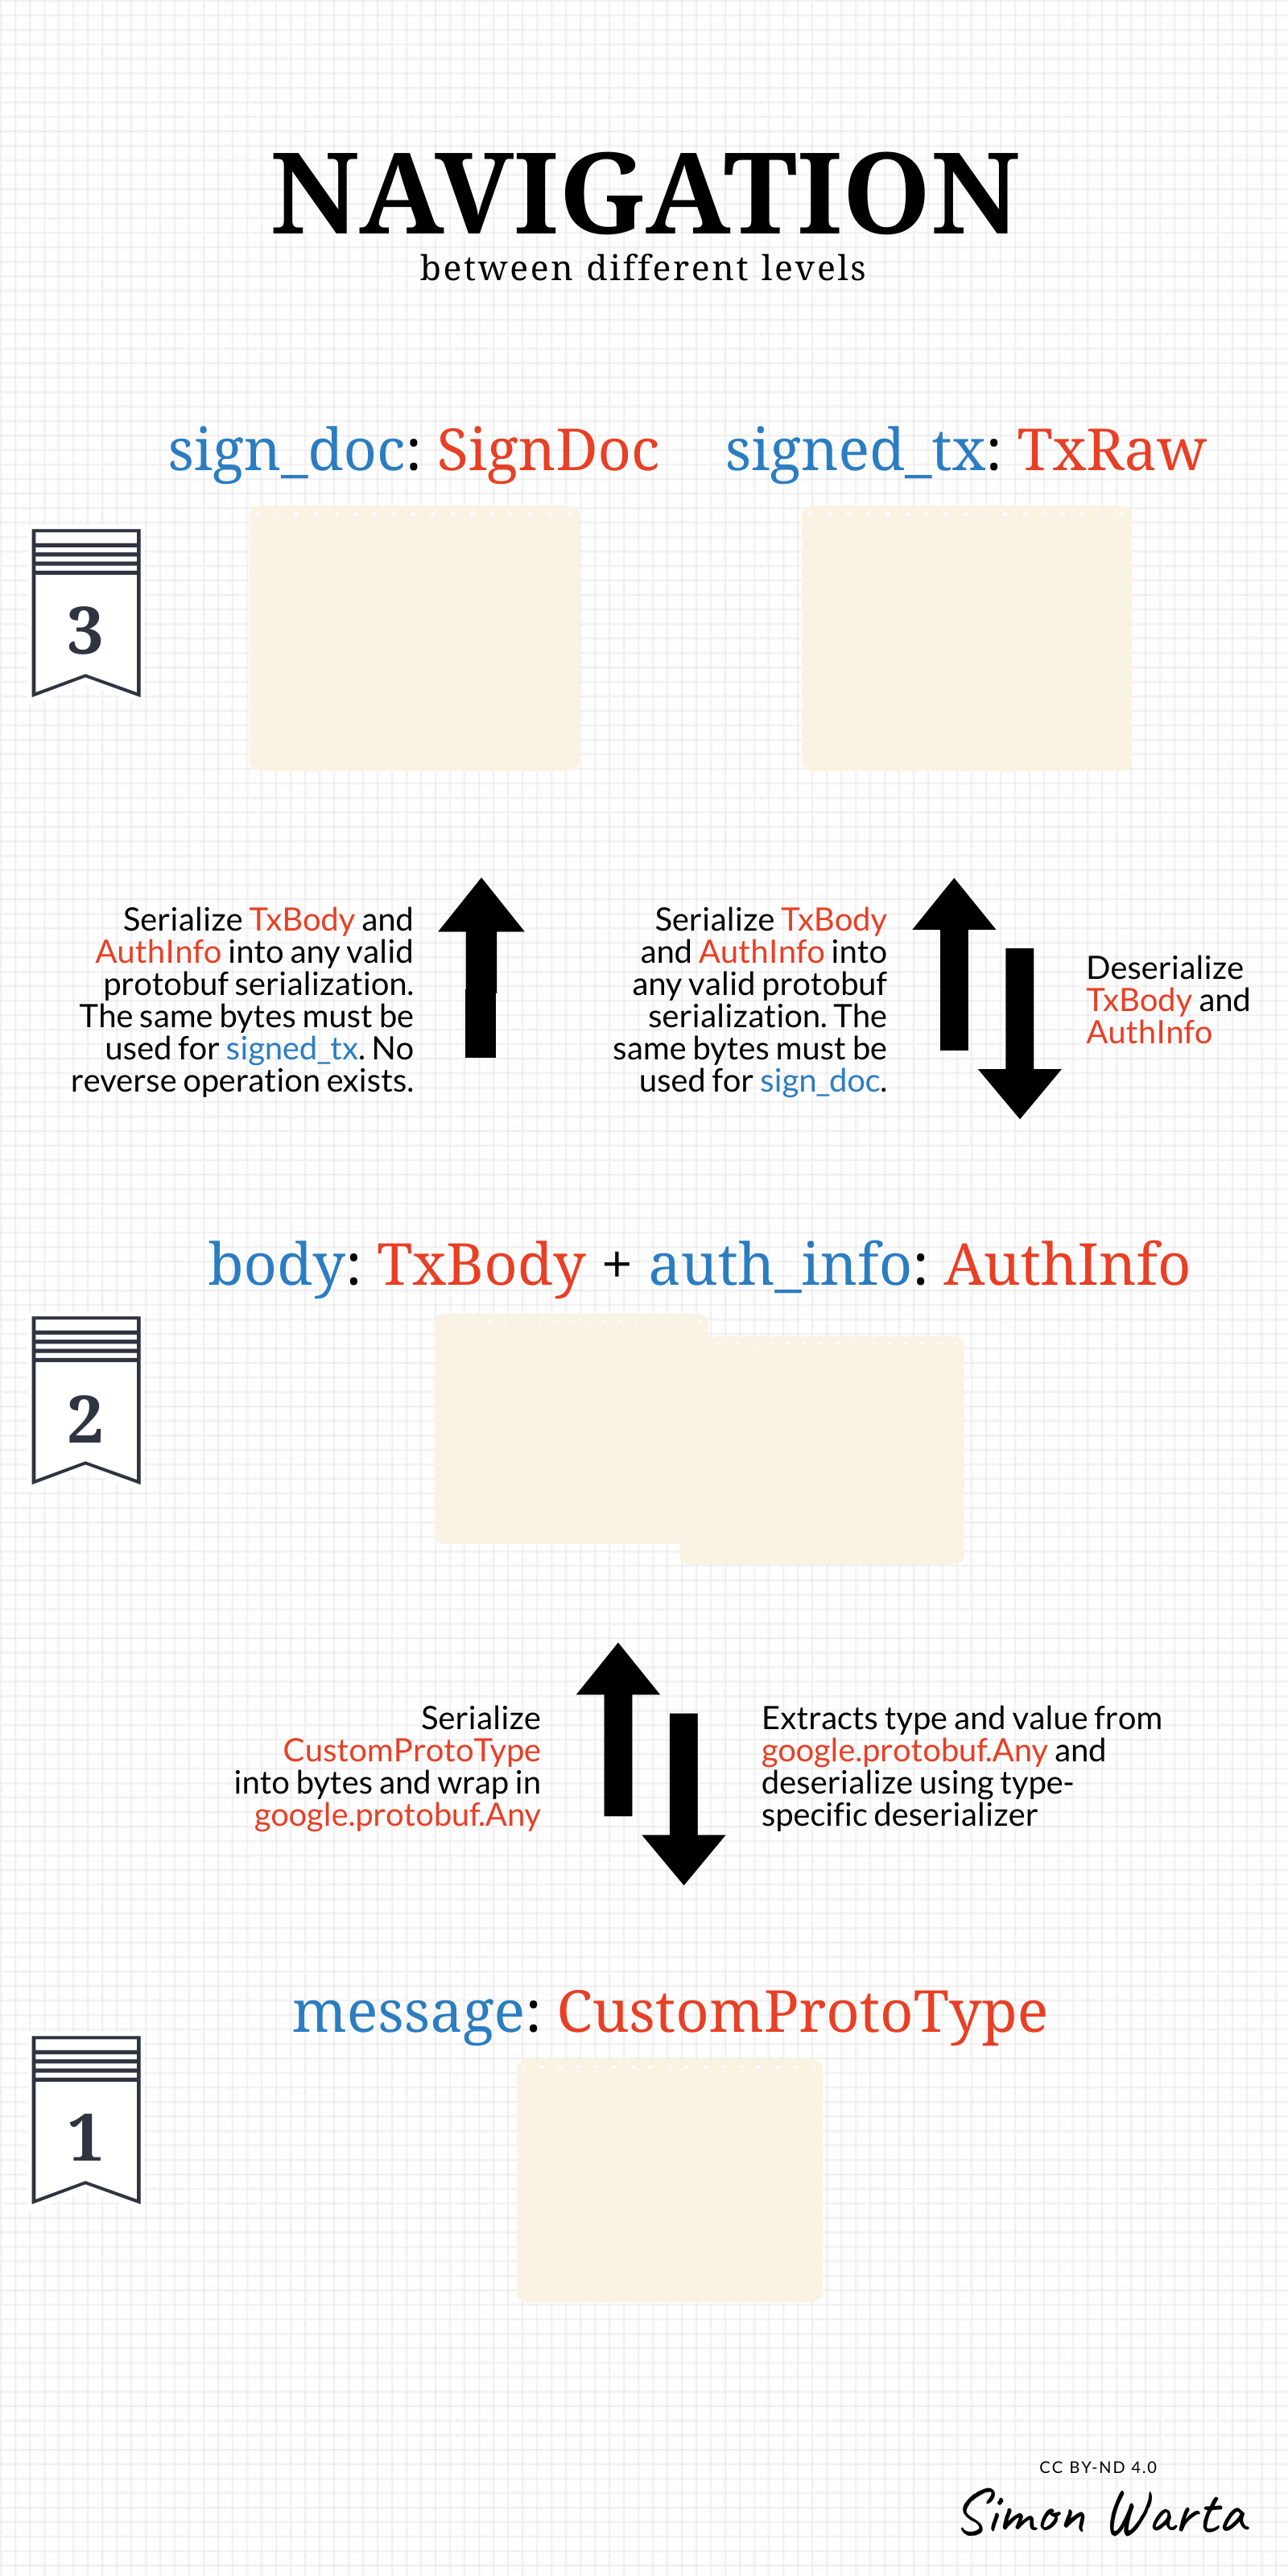 NAVIGATION
between different levels
sign_doc: SignDoc
signed_tx: TxRaw
3
Serialize TxBody and
AuthInfo into any valid
protobuf serialization.
The same bytes must be
used for signed_tx. No
reverse operation exists.
Serialize TxBody
and AuthInfo into
any valid protobuf
serialization. The
same bytes must be
used for sign_doc.
Deserialize
TxBody and
AuthInfo
body: TxBody + auth_info: AuthInfo
2
Serialize
CustomProtoType
into bytes and wrap in
google.protobuf.Any
Extracts type and value from
google.protobuf.Any and
deserialize using type-
specific deserializer
message: CustomProtoType
1
CC BY-ND 4.0
Simon Warta